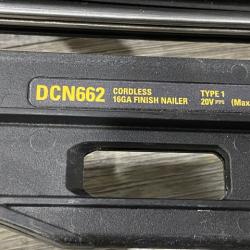 DCN662 CORDLESS TYPE 1
16GA FINISH NAILER 20V (Max